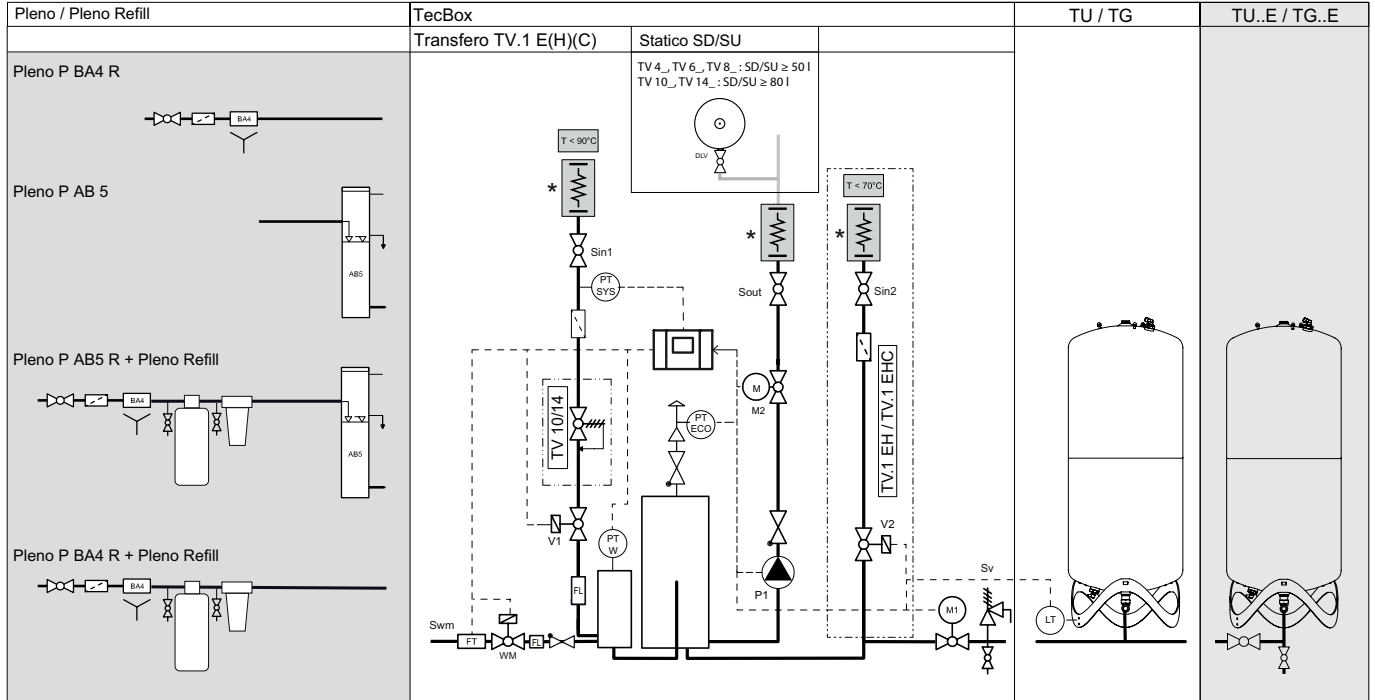 Pleno / Pleno Refill
TecBox
TU / TG
TU..E / TG..E
Transfero TV.1 E(H)(C)
Statico SD/SU
TV 4_, TV 6_, TV 8_ : SD/SU ≥ 50 l
TV 10_, TV 14_ : SD/SU ≥ 80 l
DLV
Pleno P BA4 R
BA4
Pleno P AB 5
AB5
Pleno P AB5 R + Pleno Refill
BA4
AB5
Pleno P BA4 R + Pleno Refill
BA4
T < 90°C
*
Sin1
PT
SYS
TV 10/14
V1
PT
W
FL
Swm
FT
WM
FL
PT
ECO
*
Sout
M
M2
P1
T < 70°C
*
Sin2
TV.1 EH / TV.1 EHC
V2
M1
Sv
LT